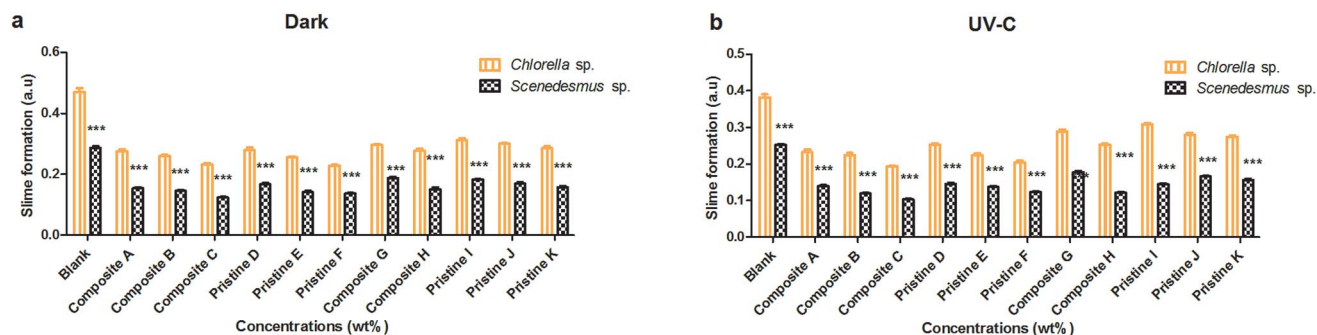 a
Dark
Slime formation (a.u)
0.6
0.4
0.2
0.0
Chlorella sp.
Scenedesmus sp.
***
***
***
***
***
***
***
***
***
***
***
***
Blank
Composite A
Composite B
Composite C
Pristine D
Pristine E
Pristine F
Composite G
Composite H
Pristine I
Pristine J
Pristine K
Concentrations (wt%)
b
UV-C
Slime formation (a.u)
0.5
0.4
0.3
0.2
0.1
0.0
Chlorella sp.
Scenedesmus sp.
***
***
***
***
***
***
***
***
***
***
***
Blank
Composite A
Composite B
Composite C
Pristine D
Pristine E
Pristine F
Composite G
Composite H
Pristine I
Pristine J
Pristine K
Concentrations (wt%)